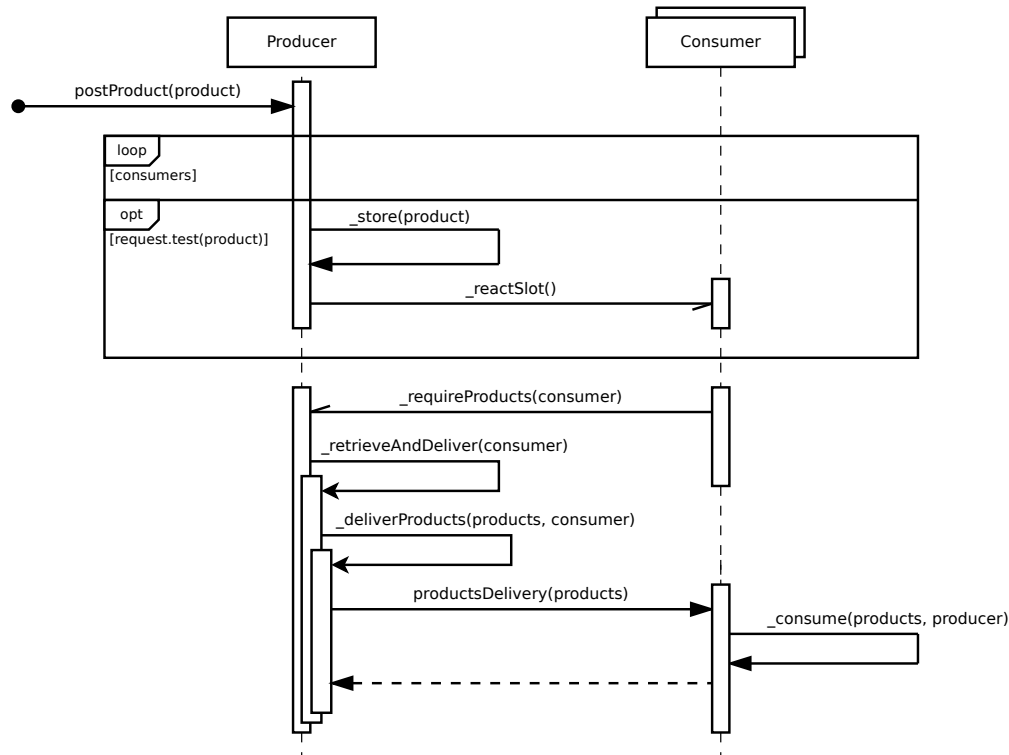 Producer
Consumer
postProduct(product)
loop
[consumers]
opt
_store(product)
[request.test(product)]
_reactSlot()
_requireProducts(consumer)
_retrieveAndDeliver(consumer)
_deliverProducts(products, consumer)
productsDelivery(products)
_consume(products, producer)